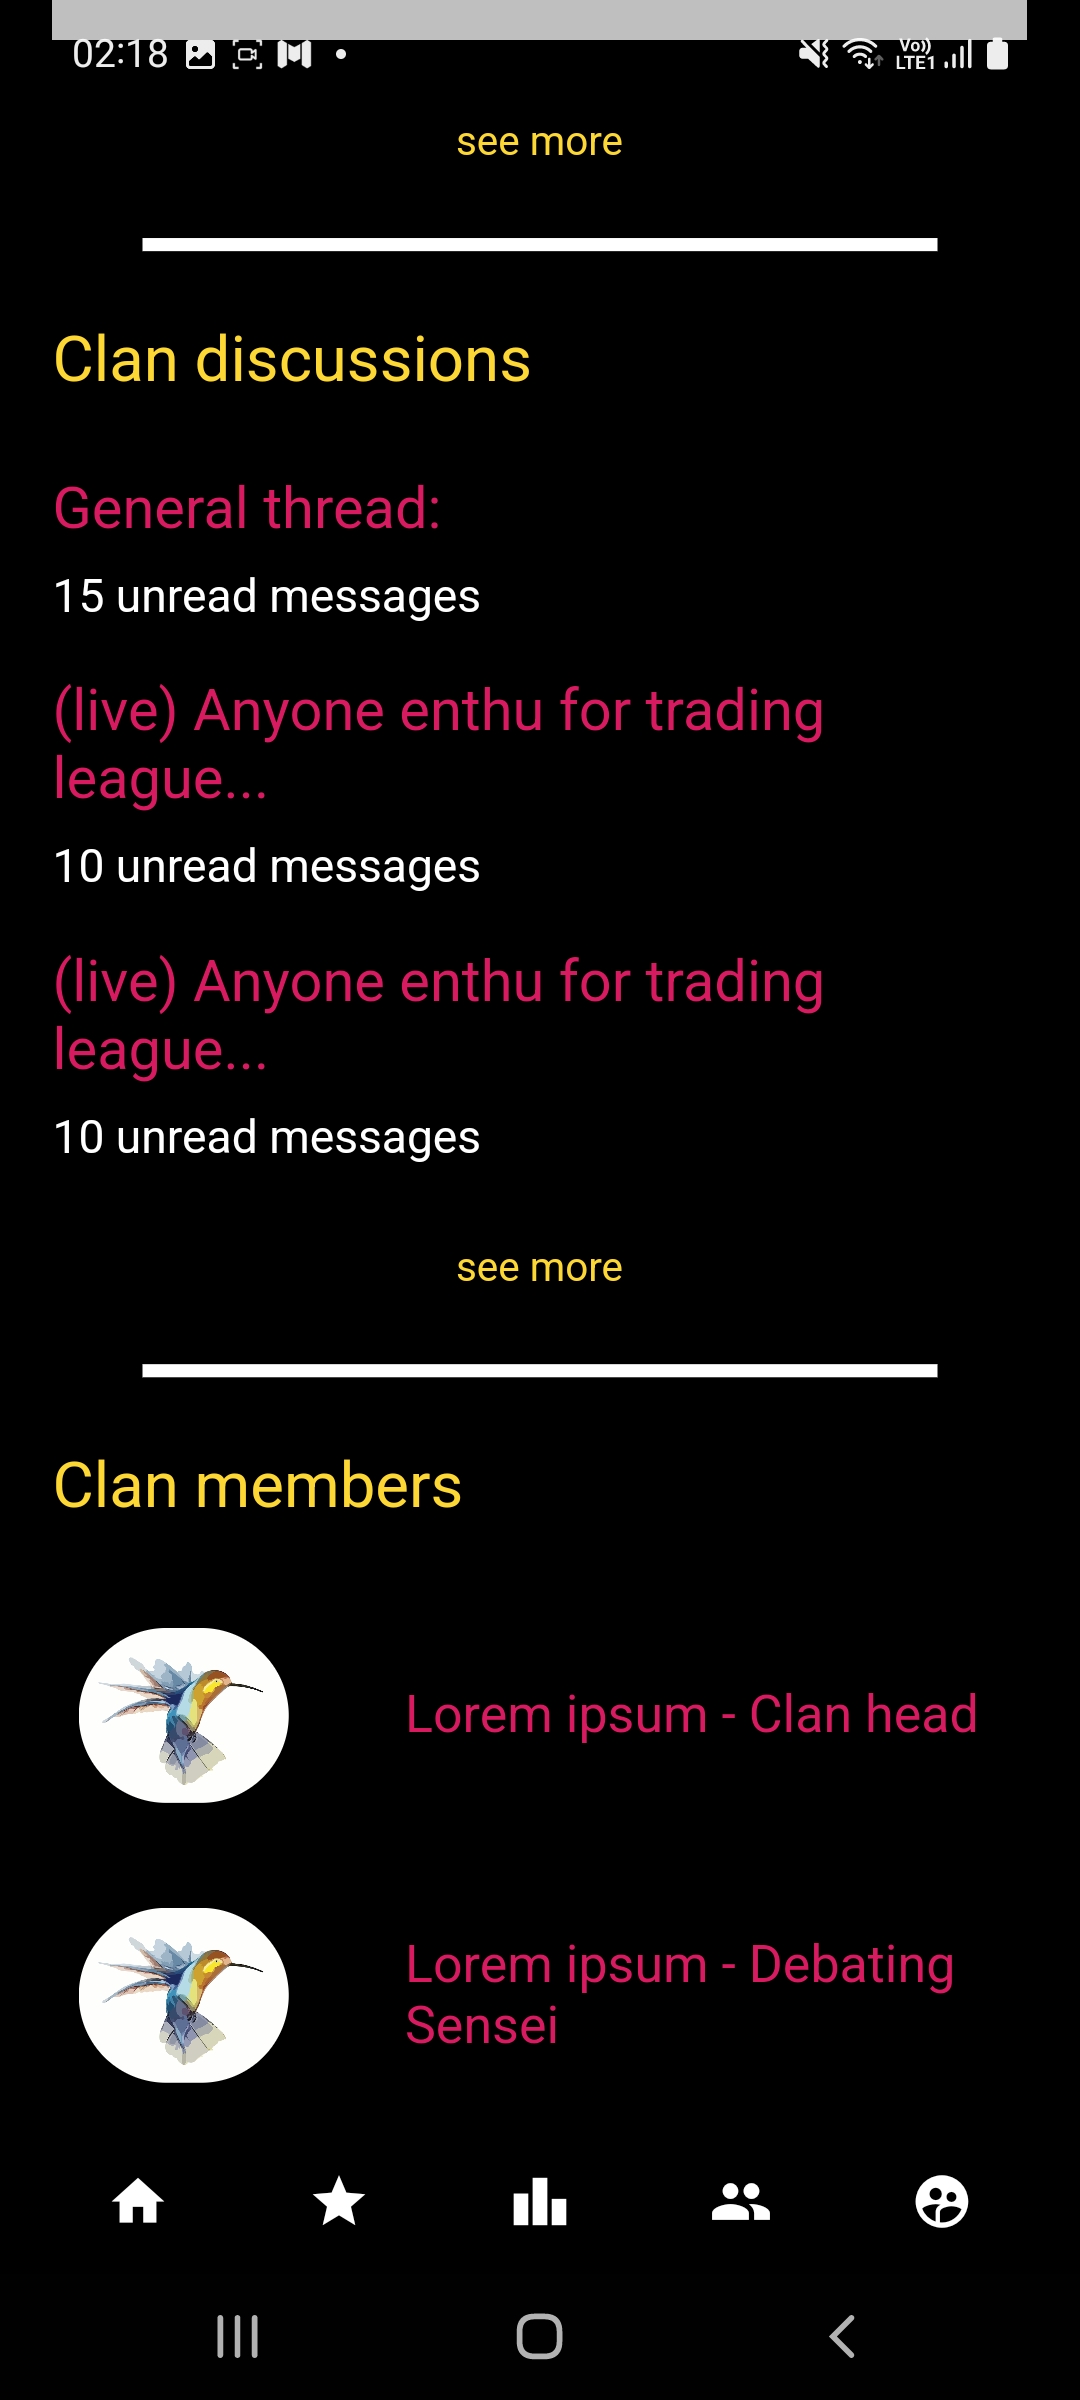 02:18
Vo))
LTE1
see more
Clan discussions
General thread:
15 unread messages
(live) Anyone enthu for trading
league...
10 unread messages
(live) Anyone enthu for trading
league...
10 unread messages
see more
Clan members
Lorem ipsum - Clan head
Lorem ipsum - Debating
Sensei